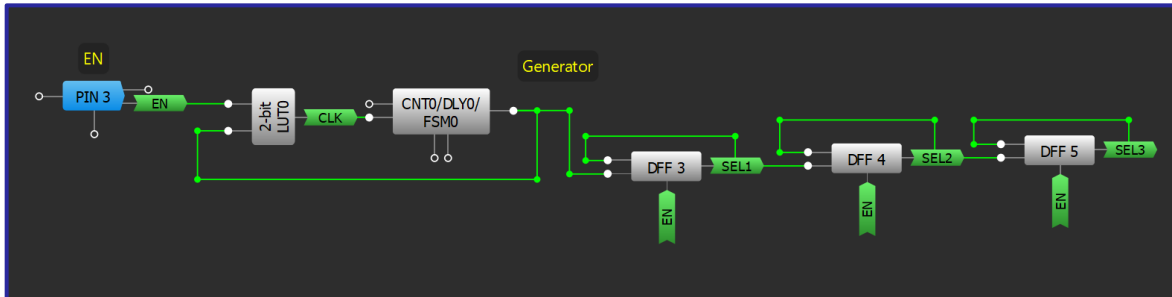 EN
PIN 3
EN
2-bit
LUT0
CLK
CNT0/DLY0/
FSM0
Generator
DFF 3
SEL1
EN
DFF 4
SEL2
EN
DFF 5
SEL3
EN